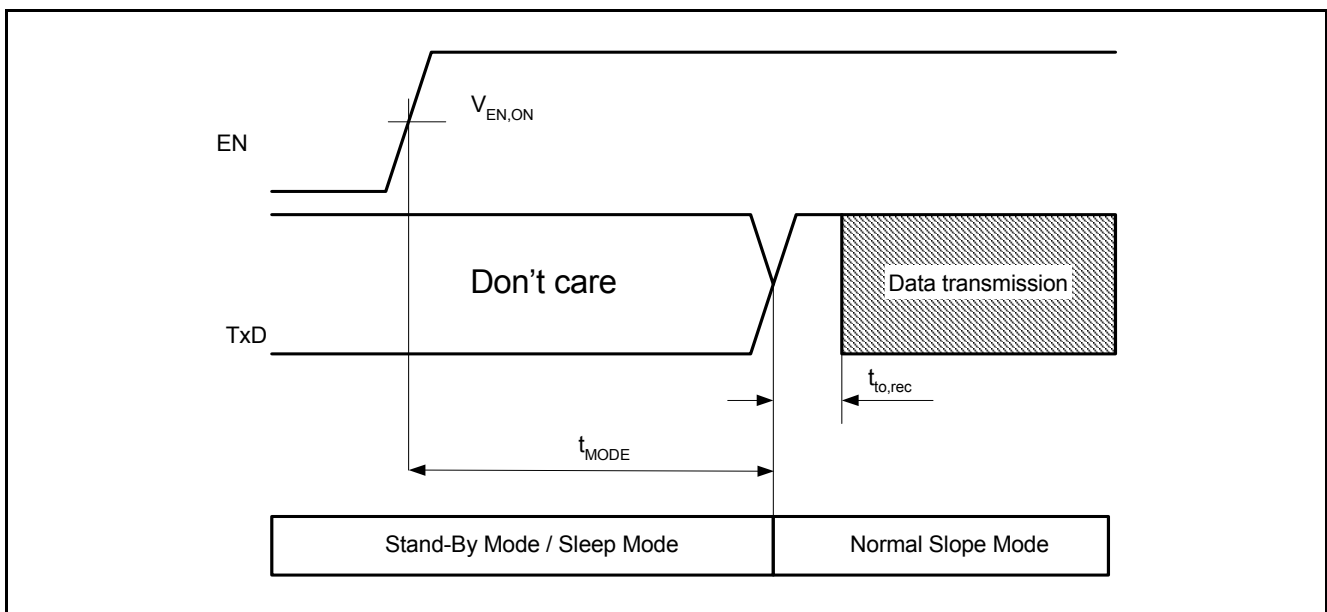 V_EN,ON
EN
Don't care
Data transmission
TxD
t_to,rec
t_MODE
Stand-By Mode / Sleep Mode
Normal Slope Mode